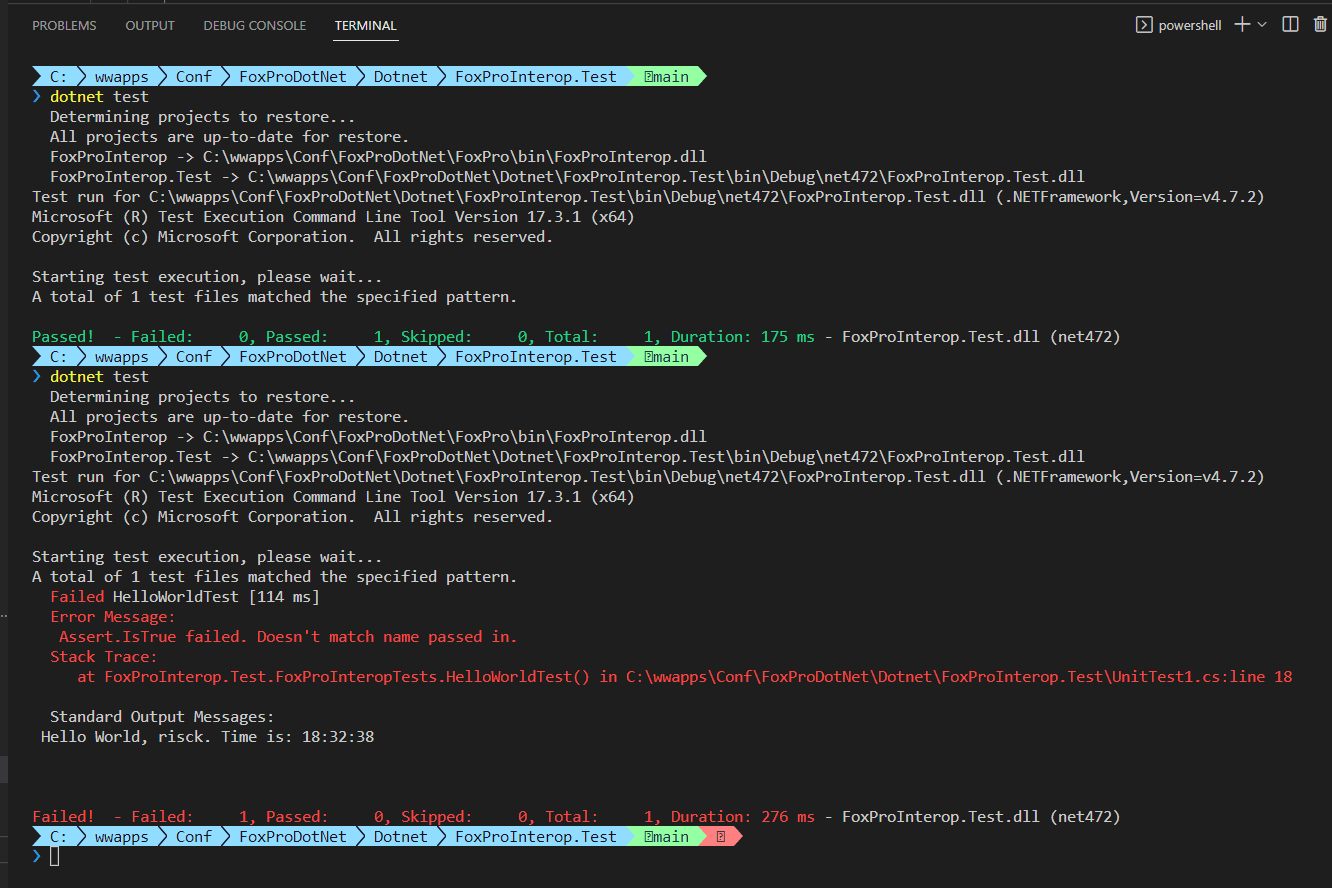 PROBLEMS OUTPUT DEBUG CONSOLE TERMINAL powershell
C: wwapps Conf FoxProDotNet Dotnet FoxProInterop.Test main
❯ dotnet test
Determining projects to restore...
All projects are up-to-date for restore.
FoxProInterop -> C:\wwapps\Conf\FoxProDotNet\FoxPro\bin\FoxProInterop.dll
FoxProInterop.Test -> C:\wwapps\Conf\FoxProDotNet\Dotnet\FoxProInterop.Test\bin\Debug\net472\FoxProInterop.Test.dll
Test run for C:\wwapps\Conf\FoxProDotNet\Dotnet\FoxProInterop.Test\bin\Debug\net472\FoxProInterop.Test.dll (.NETFramework,Version=v4.7.2)
Microsoft (R) Test Execution Command Line Tool Version 17.3.1 (x64)
Copyright (c) Microsoft Corporation.  All rights reserved.
Starting test execution, please wait...
A total of 1 test files matched the specified pattern.
Passed!  - Failed:     0, Passed:     1, Skipped:     0, Total:     1, Duration: 175 ms - FoxProInterop.Test.dll (net472)
C: wwapps Conf FoxProDotNet Dotnet FoxProInterop.Test main
❯ dotnet test
Determining projects to restore...
All projects are up-to-date for restore.
FoxProInterop -> C:\wwapps\Conf\FoxProDotNet\FoxPro\bin\FoxProInterop.dll
FoxProInterop.Test -> C:\wwapps\Conf\FoxProDotNet\Dotnet\FoxProInterop.Test\bin\Debug\net472\FoxProInterop.Test.dll
Test run for C:\wwapps\Conf\FoxProDotNet\Dotnet\FoxProInterop.Test\bin\Debug\net472\FoxProInterop.Test.dll (.NETFramework,Version=v4.7.2)
Microsoft (R) Test Execution Command Line Tool Version 17.3.1 (x64)
Copyright (c) Microsoft Corporation.  All rights reserved.
Starting test execution, please wait...
A total of 1 test files matched the specified pattern.
Failed HelloWorldTest [114 ms]
Error Message:
Assert.IsTrue failed. Doesn't match name passed in.
Stack Trace:
at FoxProInterop.Test.FoxProInteropTests.HelloWorldTest() in C:\wwapps\Conf\FoxProDotNet\Dotnet\FoxProInterop.Test\UnitTest1.cs:line 18
Standard Output Messages:
Hello World, risck. Time is: 18:32:38
Failed!  - Failed:     1, Passed:     0, Skipped:     0, Total:     1, Duration: 276 ms - FoxProInterop.Test.dll (net472)
C: wwapps Conf FoxProDotNet Dotnet FoxProInterop.Test main
❯